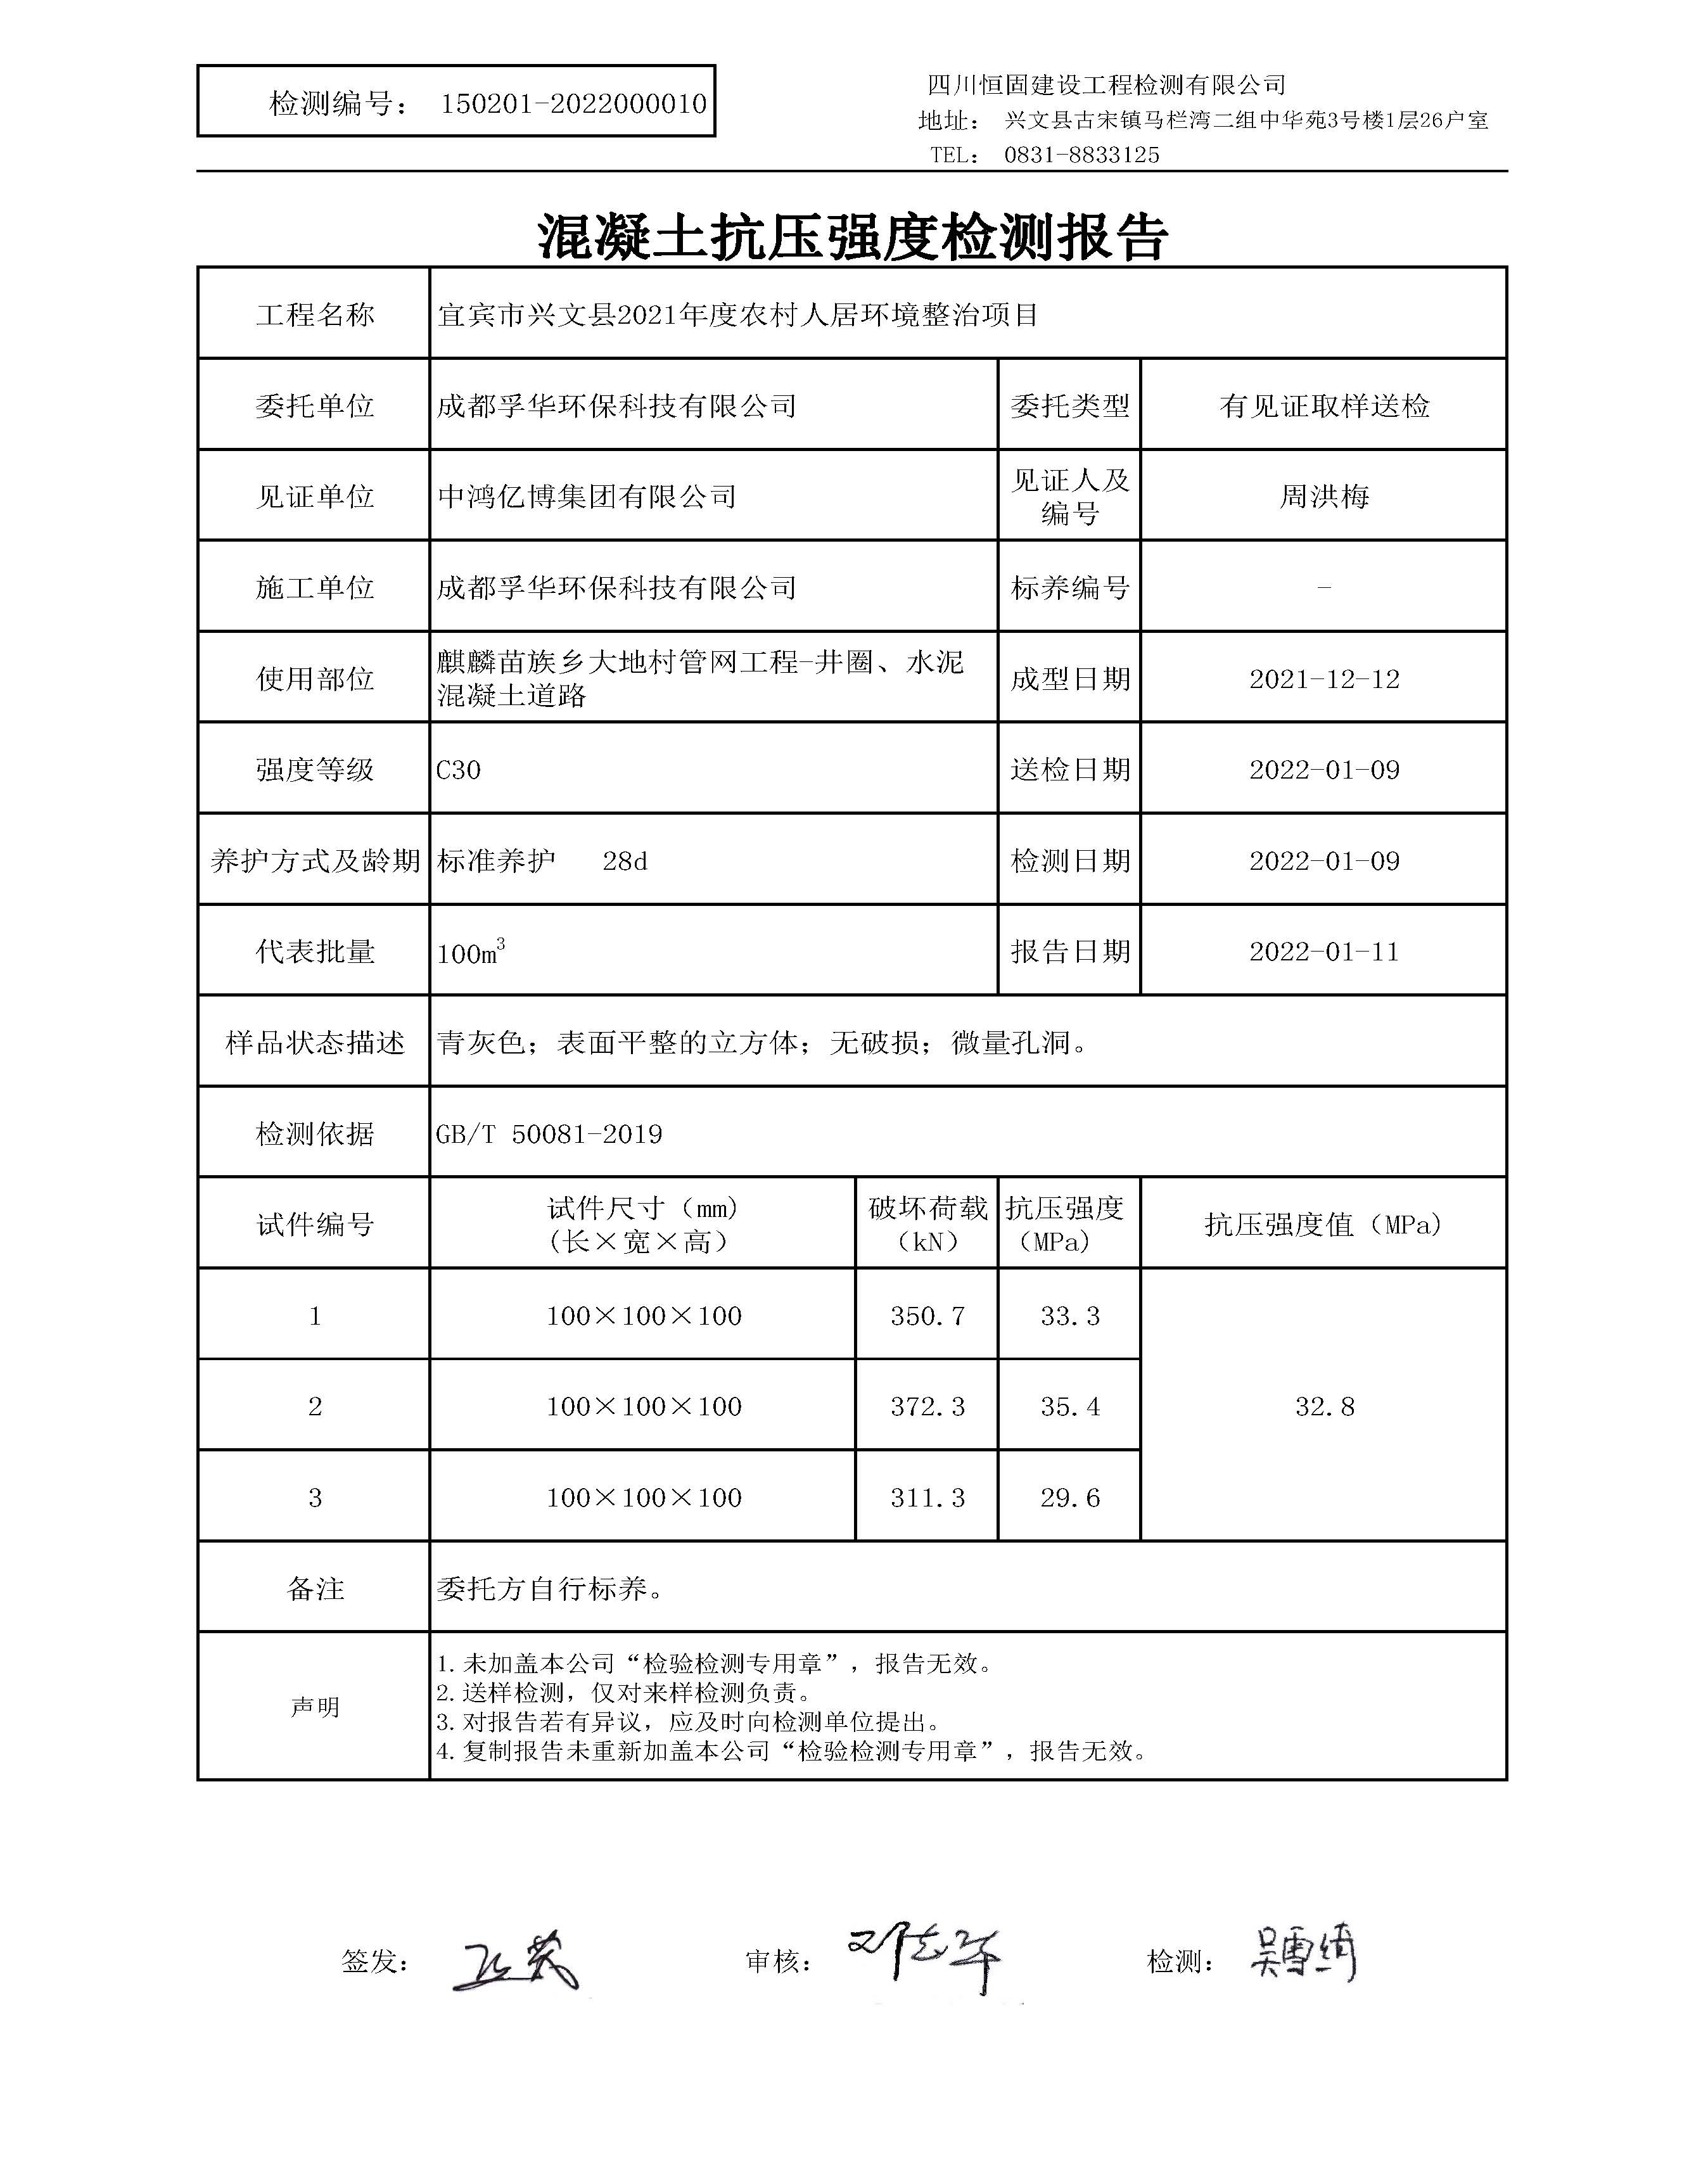 检测编号： 150201-2022000010
四川恒固建设工程检测有限公司
地址： 兴文县古宋镇马栏湾二组中华苑3号楼1层26户室
TEL： 0831-8833125
混凝土抗压强度检测报告
工程名称 宜宾市兴文县2021年度农村人居环境整治项目
委托单位 成都孚华环保科技有限公司 委托类型 有见证取样送检
见证单位 中鸿亿博集团有限公司 见证人及编号 周洪梅
施工单位 成都孚华环保科技有限公司 标养编号 -
使用部位 麒麟苗族乡大地村管网工程-井圈、水泥混凝土道路 成型日期 2021-12-12
强度等级 C30 送检日期 2022-01-09
养护方式及龄期 标准养护 28d 检测日期 2022-01-09
代表批量 100m³ 报告日期 2022-01-11
样品状态描述 青灰色；表面平整的立方体；无破损；微量孔洞。
检测依据 GB/T 50081-2019
试件编号 试件尺寸（mm）（长×宽×高） 破坏荷载（kN） 抗压强度（MPa） 抗压强度值（MPa）
1 100×100×100 350.7 33.3
2 100×100×100 372.3 35.4 32.8
3 100×100×100 311.3 29.6
备注 委托方自行标养。
声明
1.未加盖本公司“检验检测专用章”，报告无效。
2.送样检测，仅对来样检测负责。
3.对报告若有异议，应及时向检测单位提出。
4.复制报告未重新加盖本公司“检验检测专用章”，报告无效。
签发： 审核： 检测： 吴雪绮